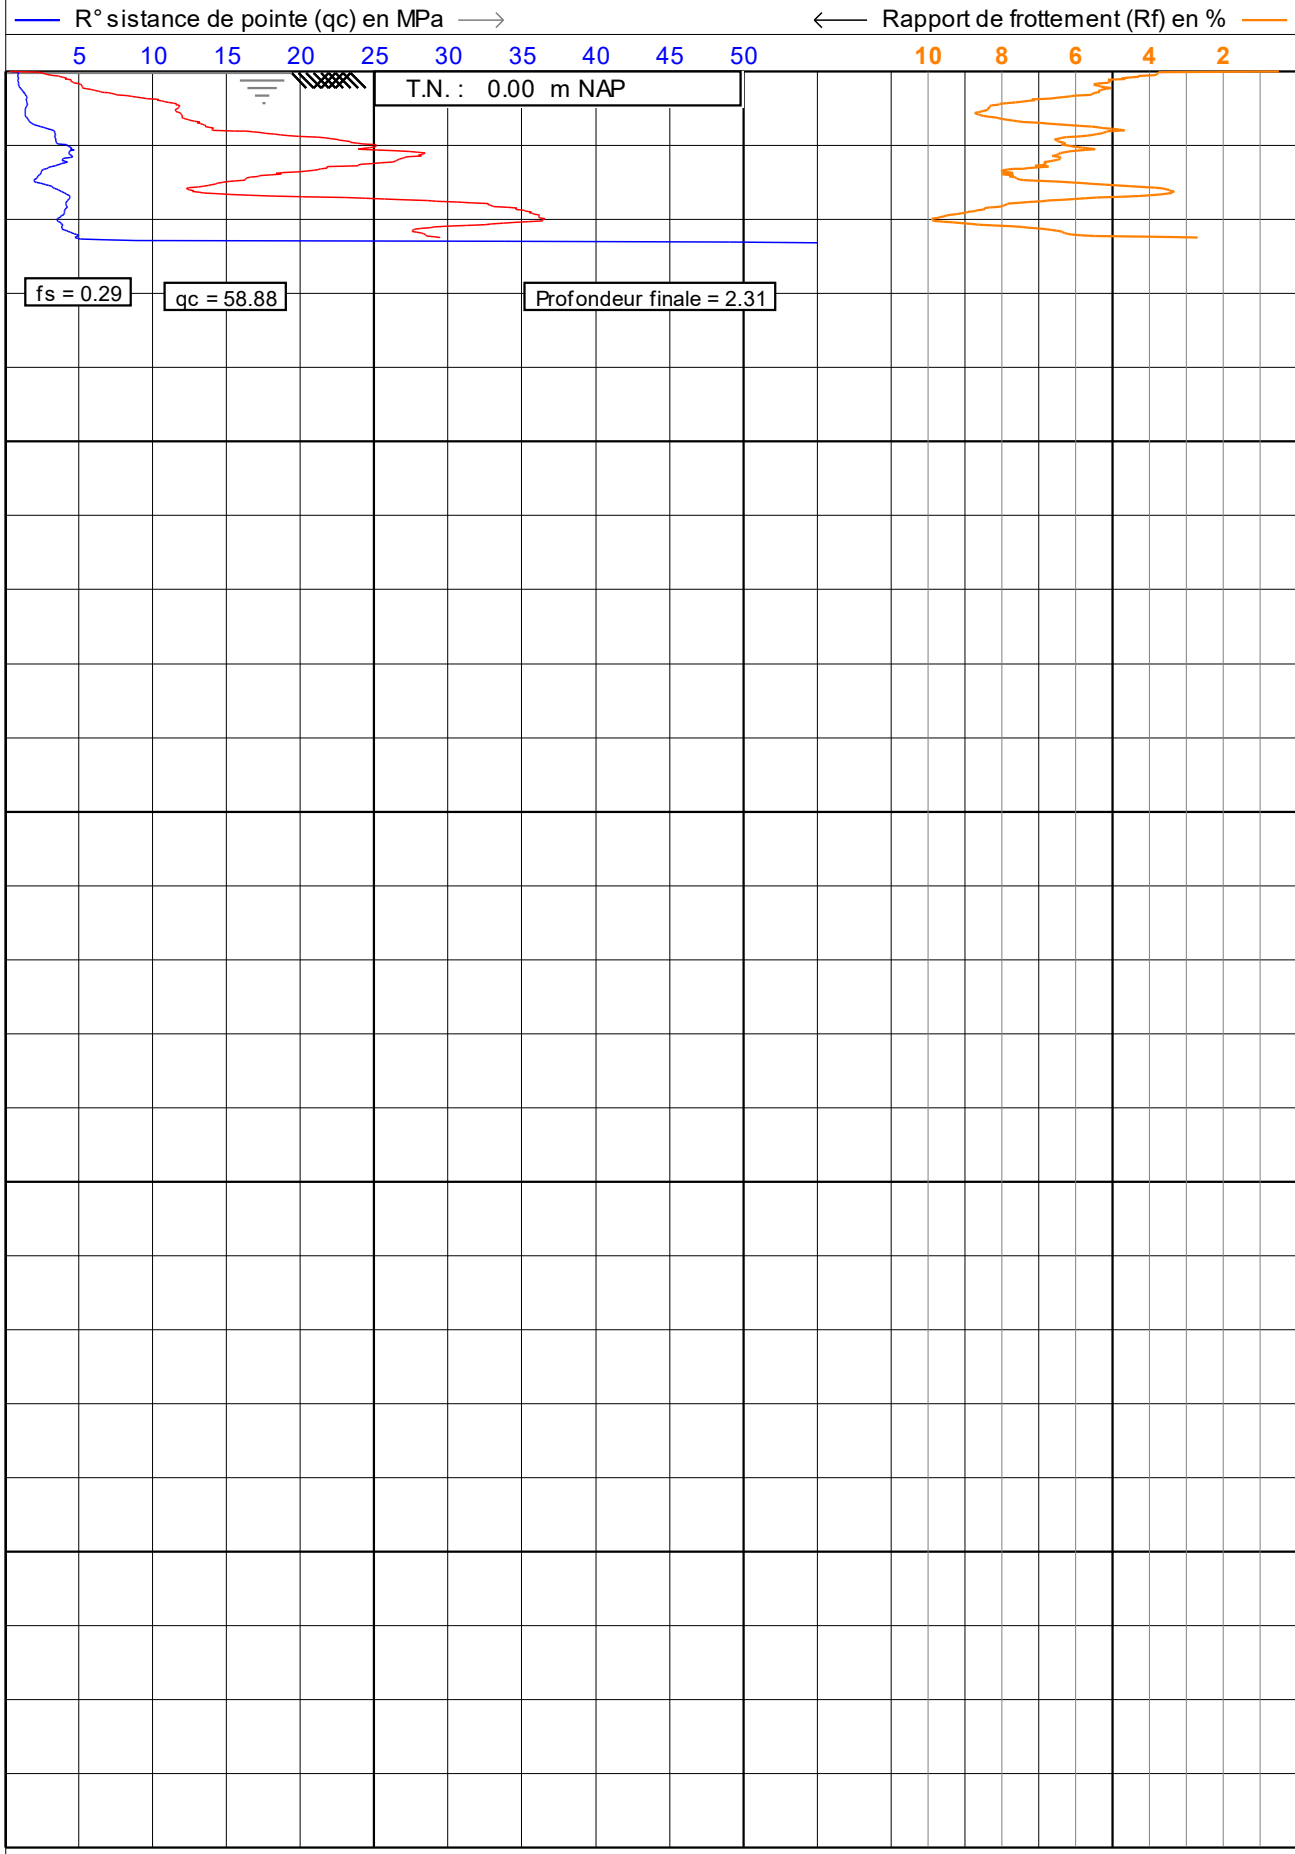 R° sistance de pointe (qc) en MPa Rapport de frottement (Rf) en %
5 10 15 20 25 30 35 40 45 50 10 8 6 4 2
T.N. : 0.00 m NAP
fs = 0.29 qc = 58.88 Profondeur finale = 2.31